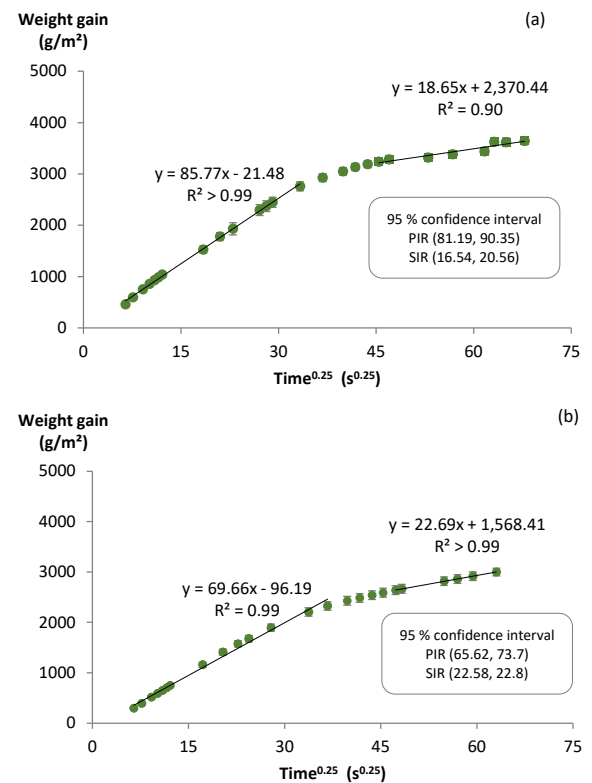 Weight gain
(g/m²)
(a)
5000
y = 18.65x + 2,370.44
R² = 0.90
4000
y = 85.77x - 21.48
R² > 0.99
3000
95 % confidence interval
PIR (81.19, 90.35)
SIR (16.54, 20.56)
2000
1000
0
0 15 30 45 60 75
Time^0.25 (s^0.25)
Weight gain
(g/m²)
(b)
5000
4000
y = 22.69x + 1,568.41
R² > 0.99
3000
y = 69.66x - 96.19
R² = 0.99
2000
95 % confidence interval
PIR (65.62, 73.7)
SIR (22.58, 22.8)
1000
0
0 15 30 45 60 75
Time^0.25 (s^0.25)